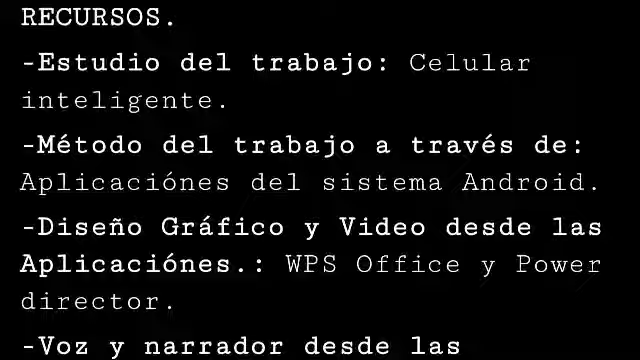 RECURSOS.
-Estudio del trabajo: Celular
inteligente.
-Método del trabajo a través de:
Aplicaciónes del sistema Android.
-Diseño Gráfico y Video desde las
Aplicaciónes.: WPS Office y Power
director.
-Voz y narrador desde las